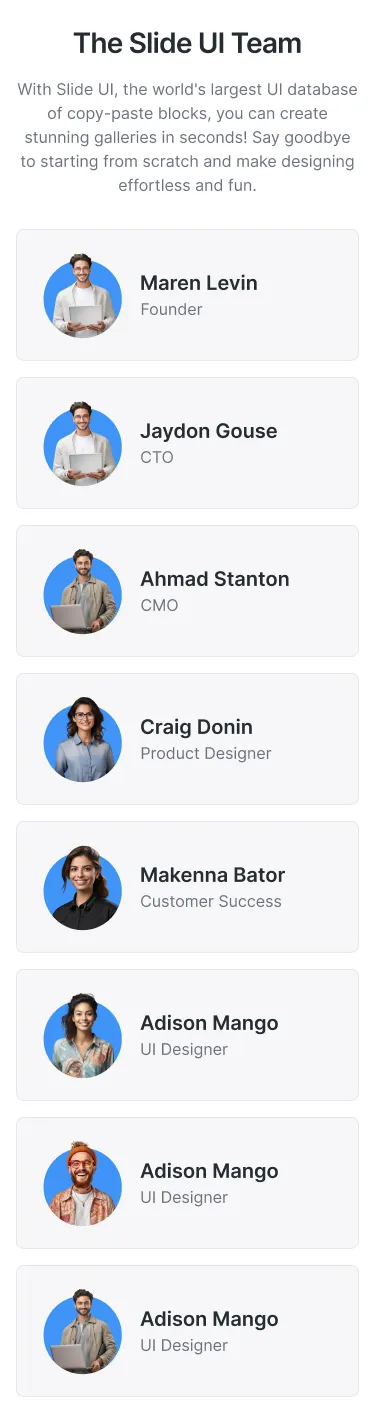 The Slide UI Team
With Slide UI, the world's largest UI database
of copy-paste blocks, you can create
stunning galleries in seconds! Say goodbye
to starting from scratch and make designing
effortless and fun.
Maren Levin
Founder
Jaydon Gouse
CTO
Ahmad Stanton
CMO
Craig Donin
Product Designer
Makenna Bator
Customer Success
Adison Mango
UI Designer
Adison Mango
UI Designer
Adison Mango
UI Designer